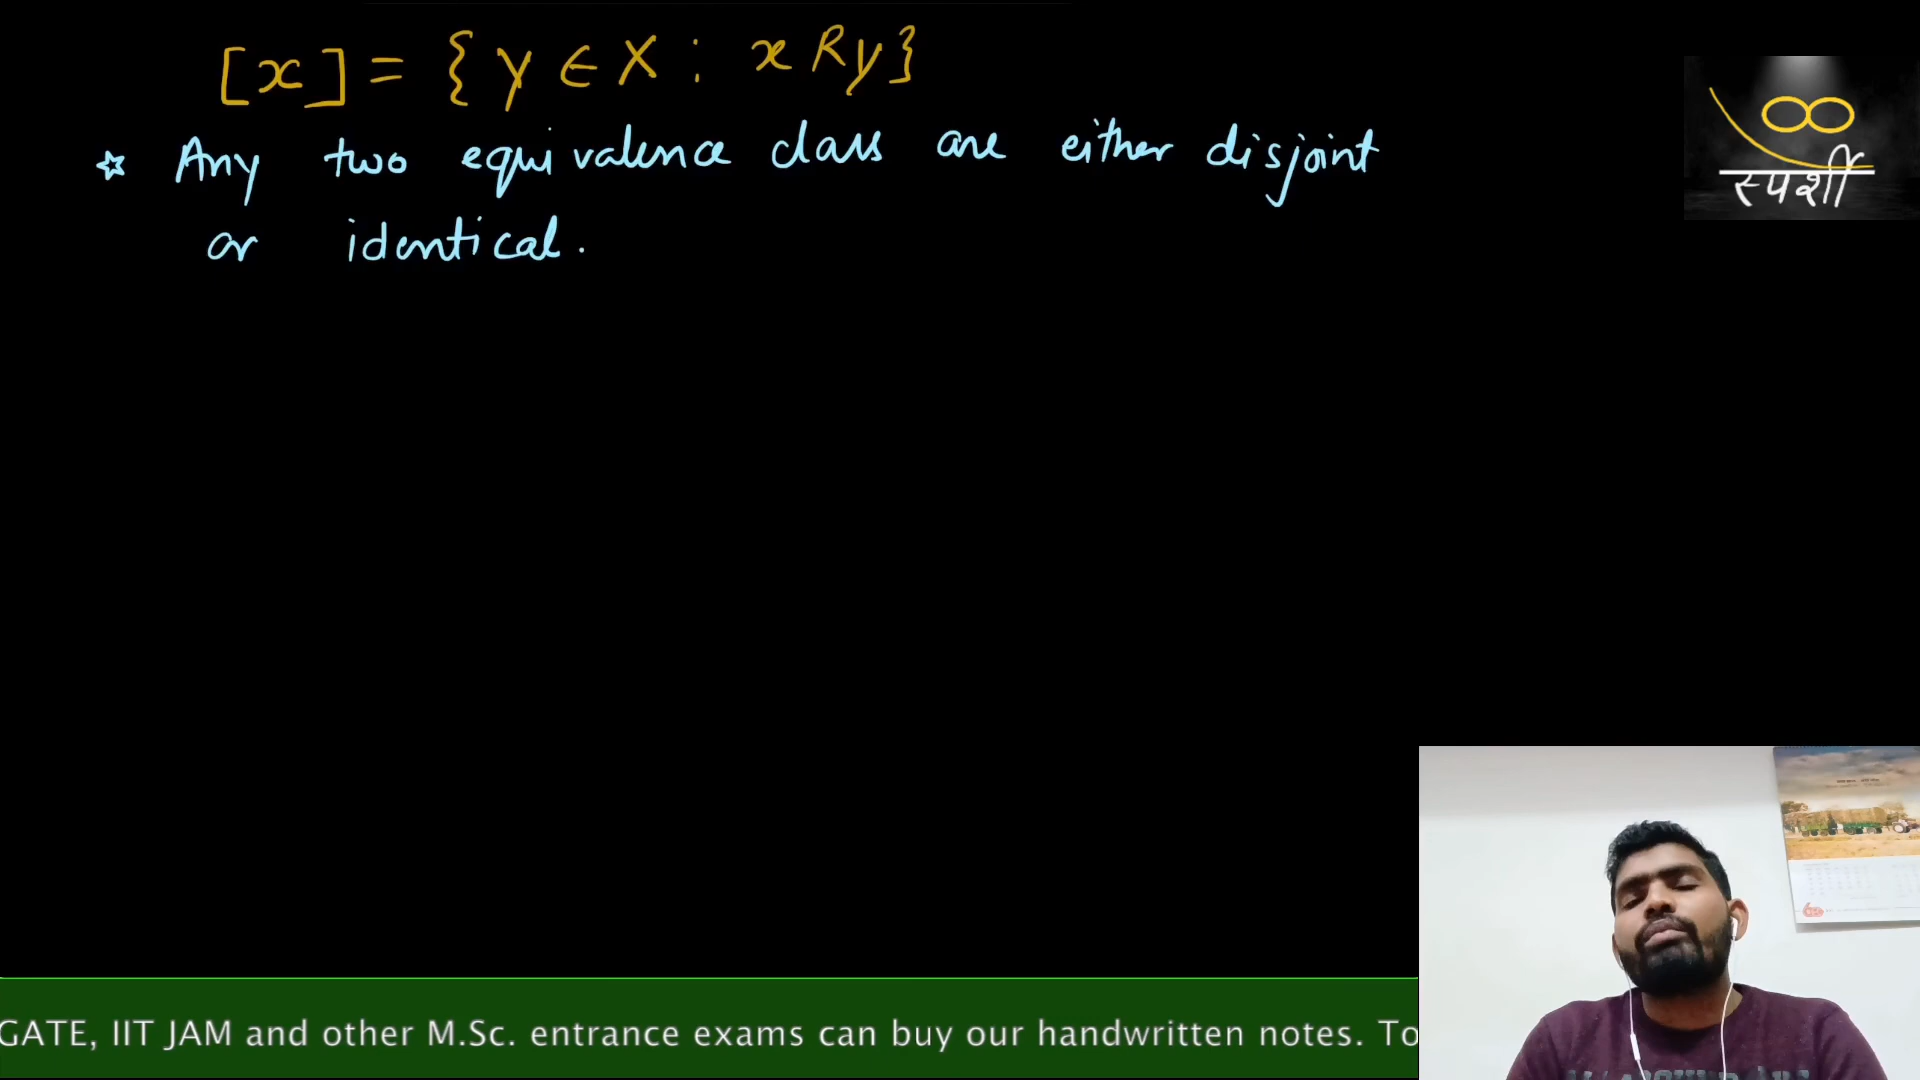 [x] = { y ∈ X : x R y }
☆ Any two equivalence class are either disjoint
or identical.
स्पर्शी
GATE, IIT JAM and other M.Sc. entrance exams can buy our handwritten notes. To